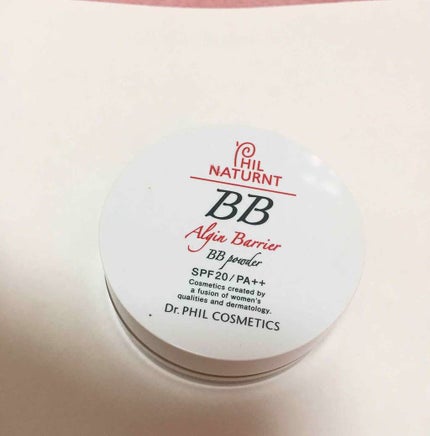 PHIL
NATURNT
BB
Algin Barrier
BB powder
SPF20/PA++
Cosmetics created by
a fusion of women's
qualities and dermatology.
Dr. PHIL COSMETICS